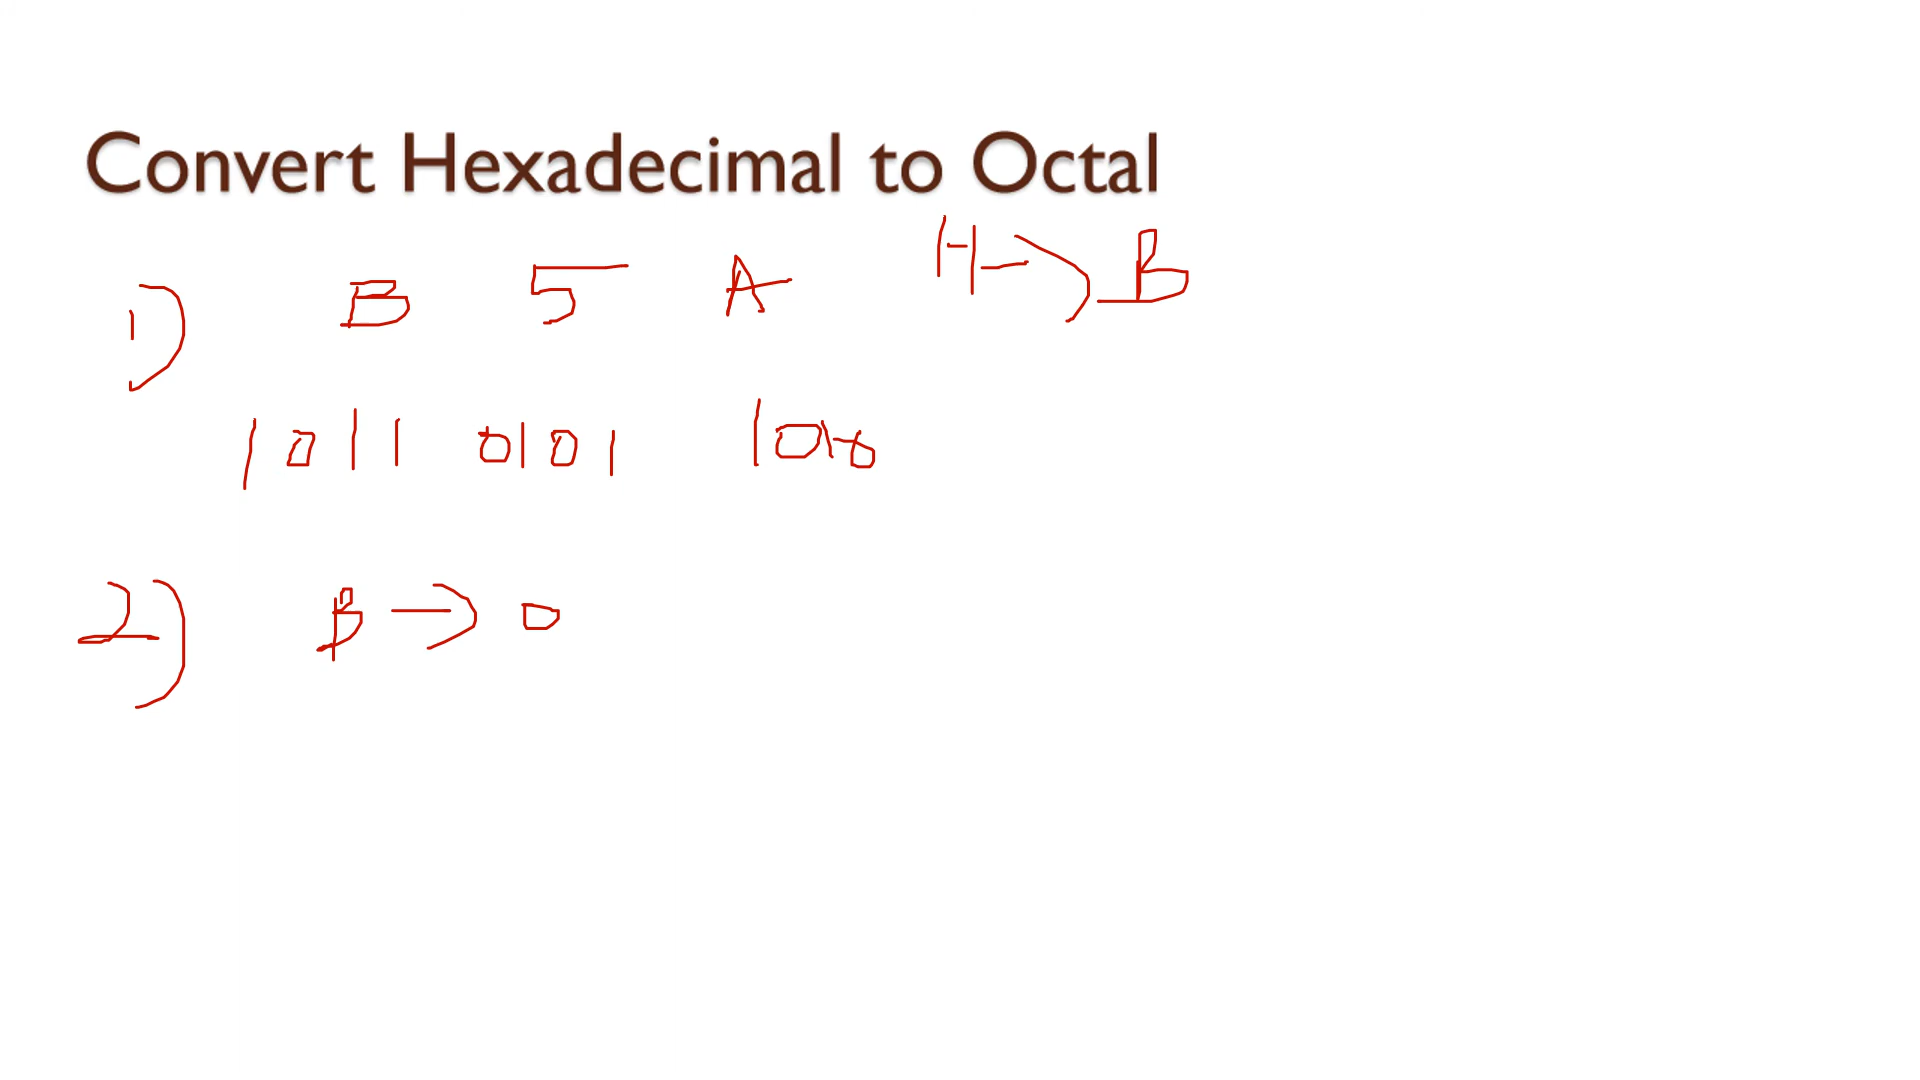 Convert Hexadecimal to Octal
1) B 5 A H → B
1011 0101 1010
2) B → O